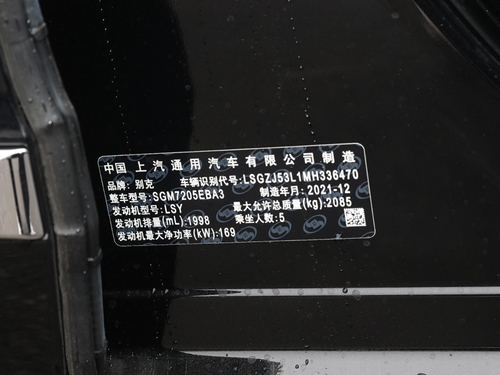 中国 上汽通用汽车有限公司 制造
品牌: 别克 车辆识别代号: LSGZJ53L1MH336470
整车型号: SGM7205EBA3 制造年月: 2021-12
发动机型号: LSY 最大允许总质量(kg): 2085
发动机排量(mL): 1998 乘坐人数: 5
发动机最大净功率(kW): 169